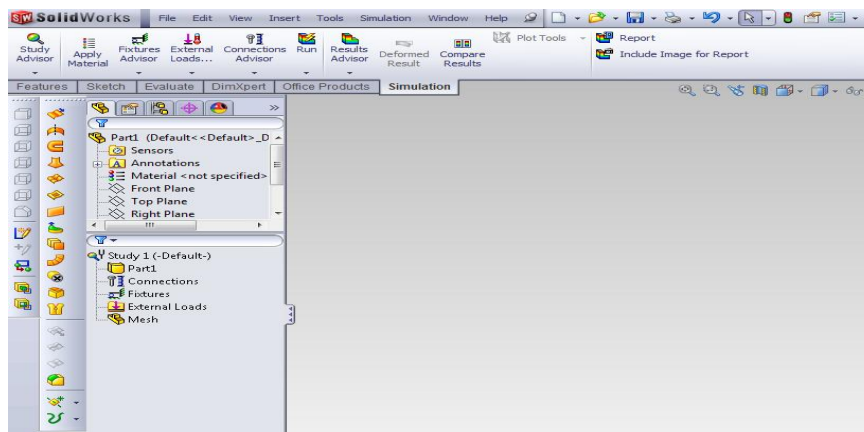 SW SolidWorks File Edit View Insert Tools Simulation Window Help
Study Advisor
Apply Material
Fixtures Advisor
External Loads...
Connections Advisor
Run
Results Advisor
Deformed Result
Compare Results
Plot Tools
Report
Include Image for Report
Features Sketch Evaluate DimXpert Office Products Simulation
Part1 (Default<<Default>_D
Sensors
A Annotations
Material <not specified>
Front Plane
Top Plane
Right Plane
Study 1 (-Default-)
Part1
Connections
Fixtures
External Loads
Mesh